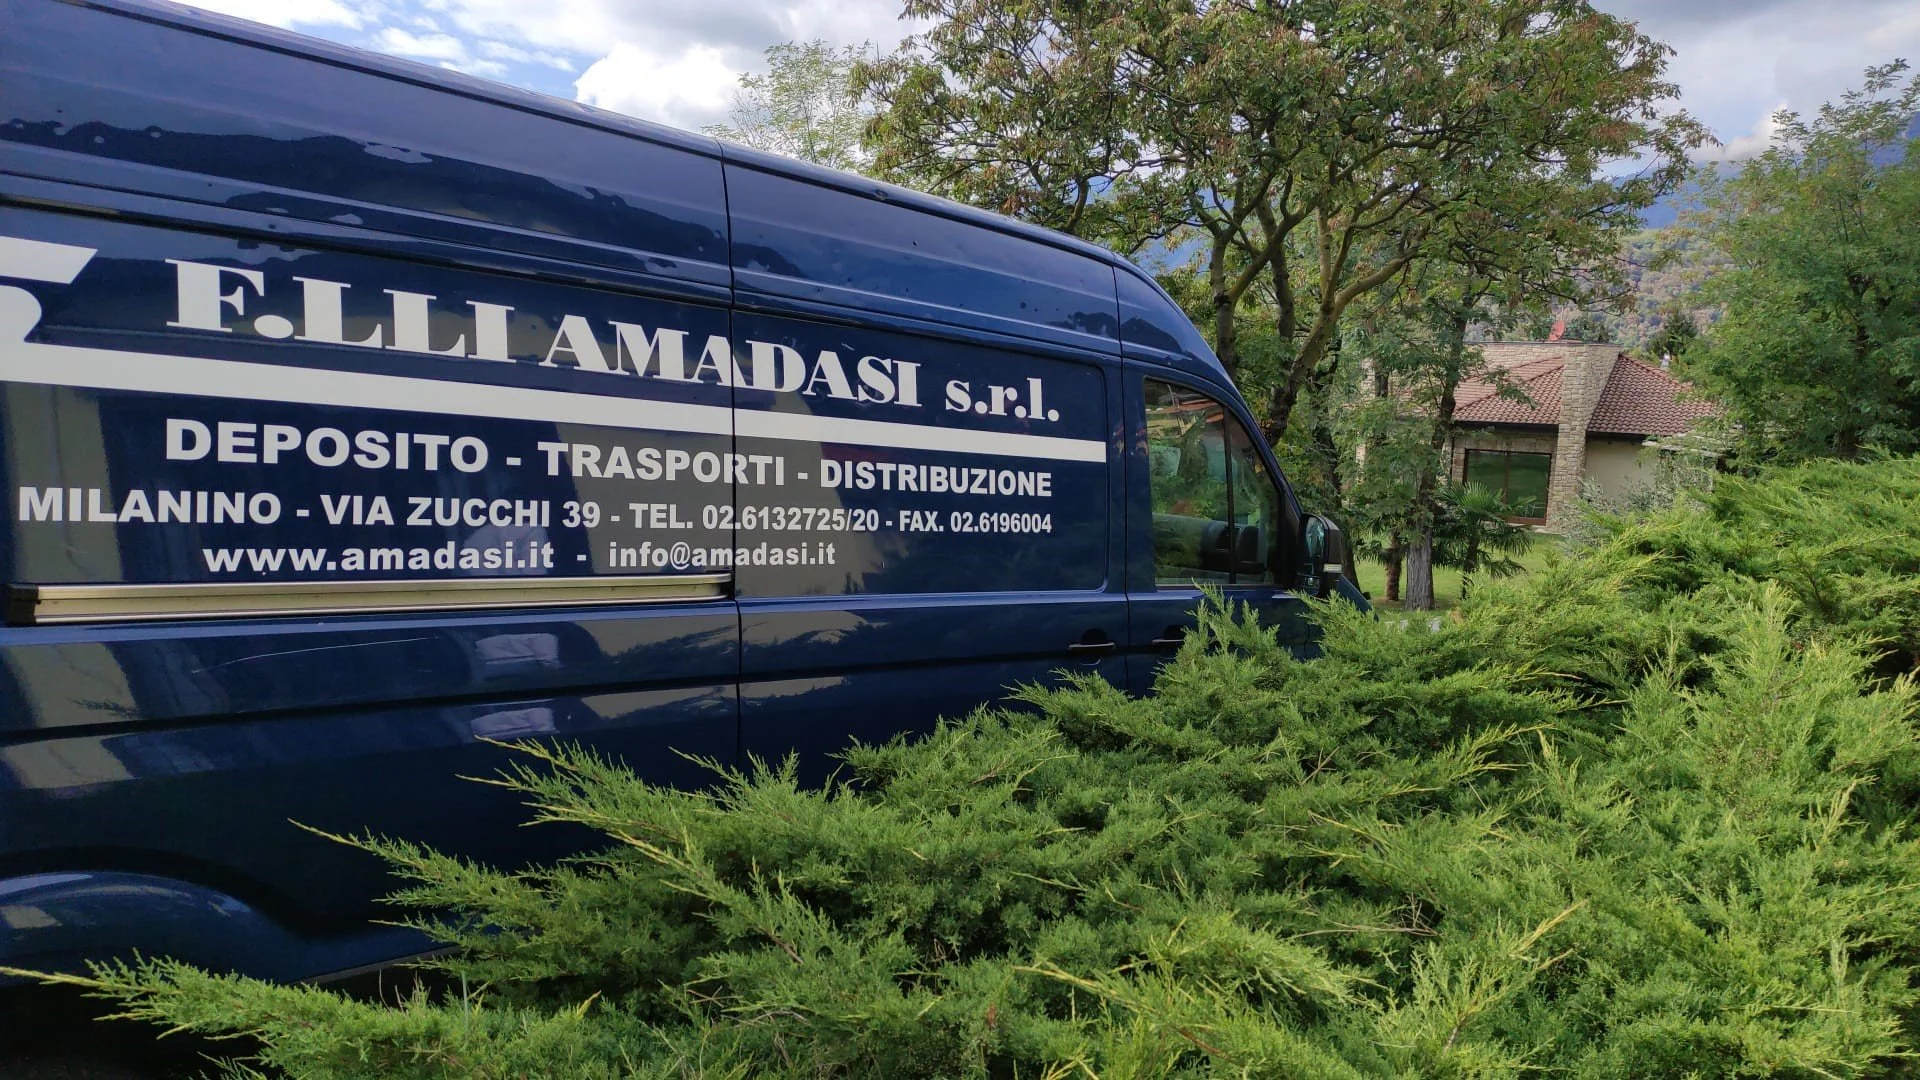 F.LLI AMADASI s.r.l.
DEPOSITO - TRASPORTI - DISTRIBUZIONE
MILANINO - VIA ZUCCHI 39 - TEL. 02.6132725/20 - FAX. 02.6196004
www.amadasi.it - info@amadasi.it